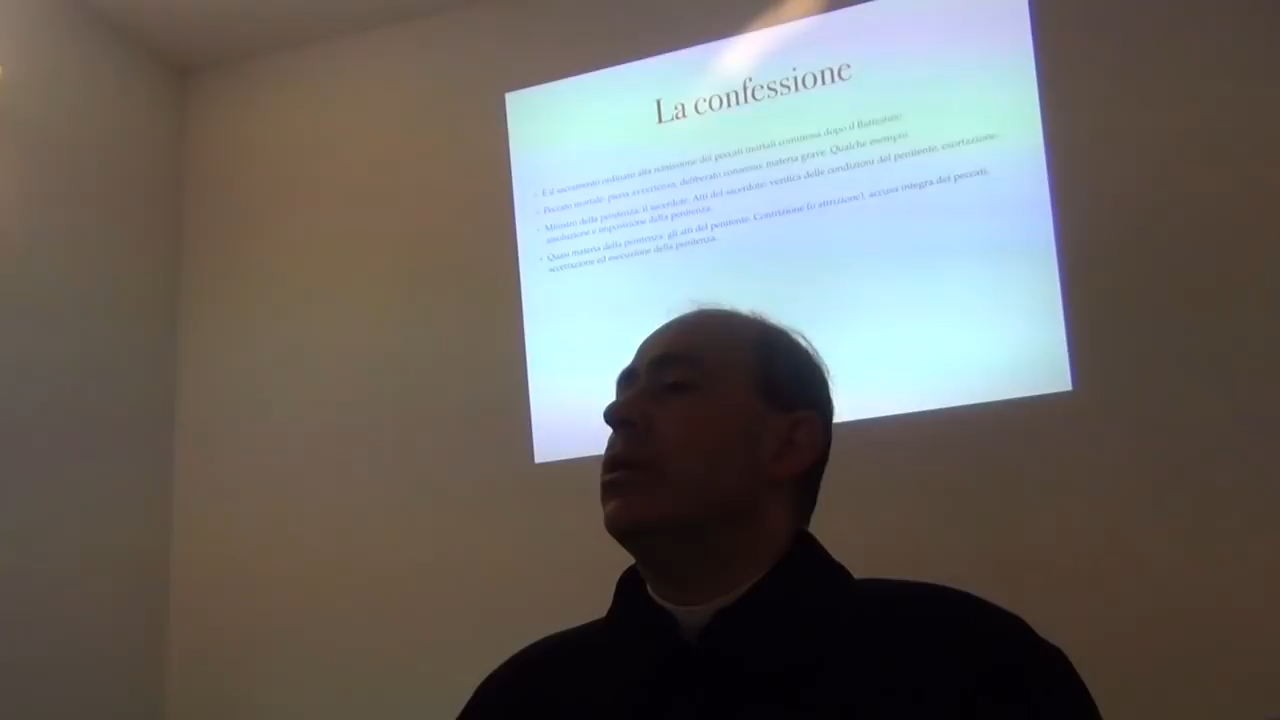 La confessione
• È il sacramento ordinato alla remissione dei peccati mortali commessi dopo il Battesimo.
• Peccato mortale: piena avvertenza, deliberato consenso, materia grave. Qualche esempio.
• Ministro della penitenza: il sacerdote. Atti del sacerdote: verifica delle condizioni del penitente, esortazione,
assoluzione e imposizione della penitenza.
• Quasi materia della penitenza: gli atti del penitente. Contrizione (o attrizione), accusa integra dei peccati,
accettazione ed esecuzione della penitenza.